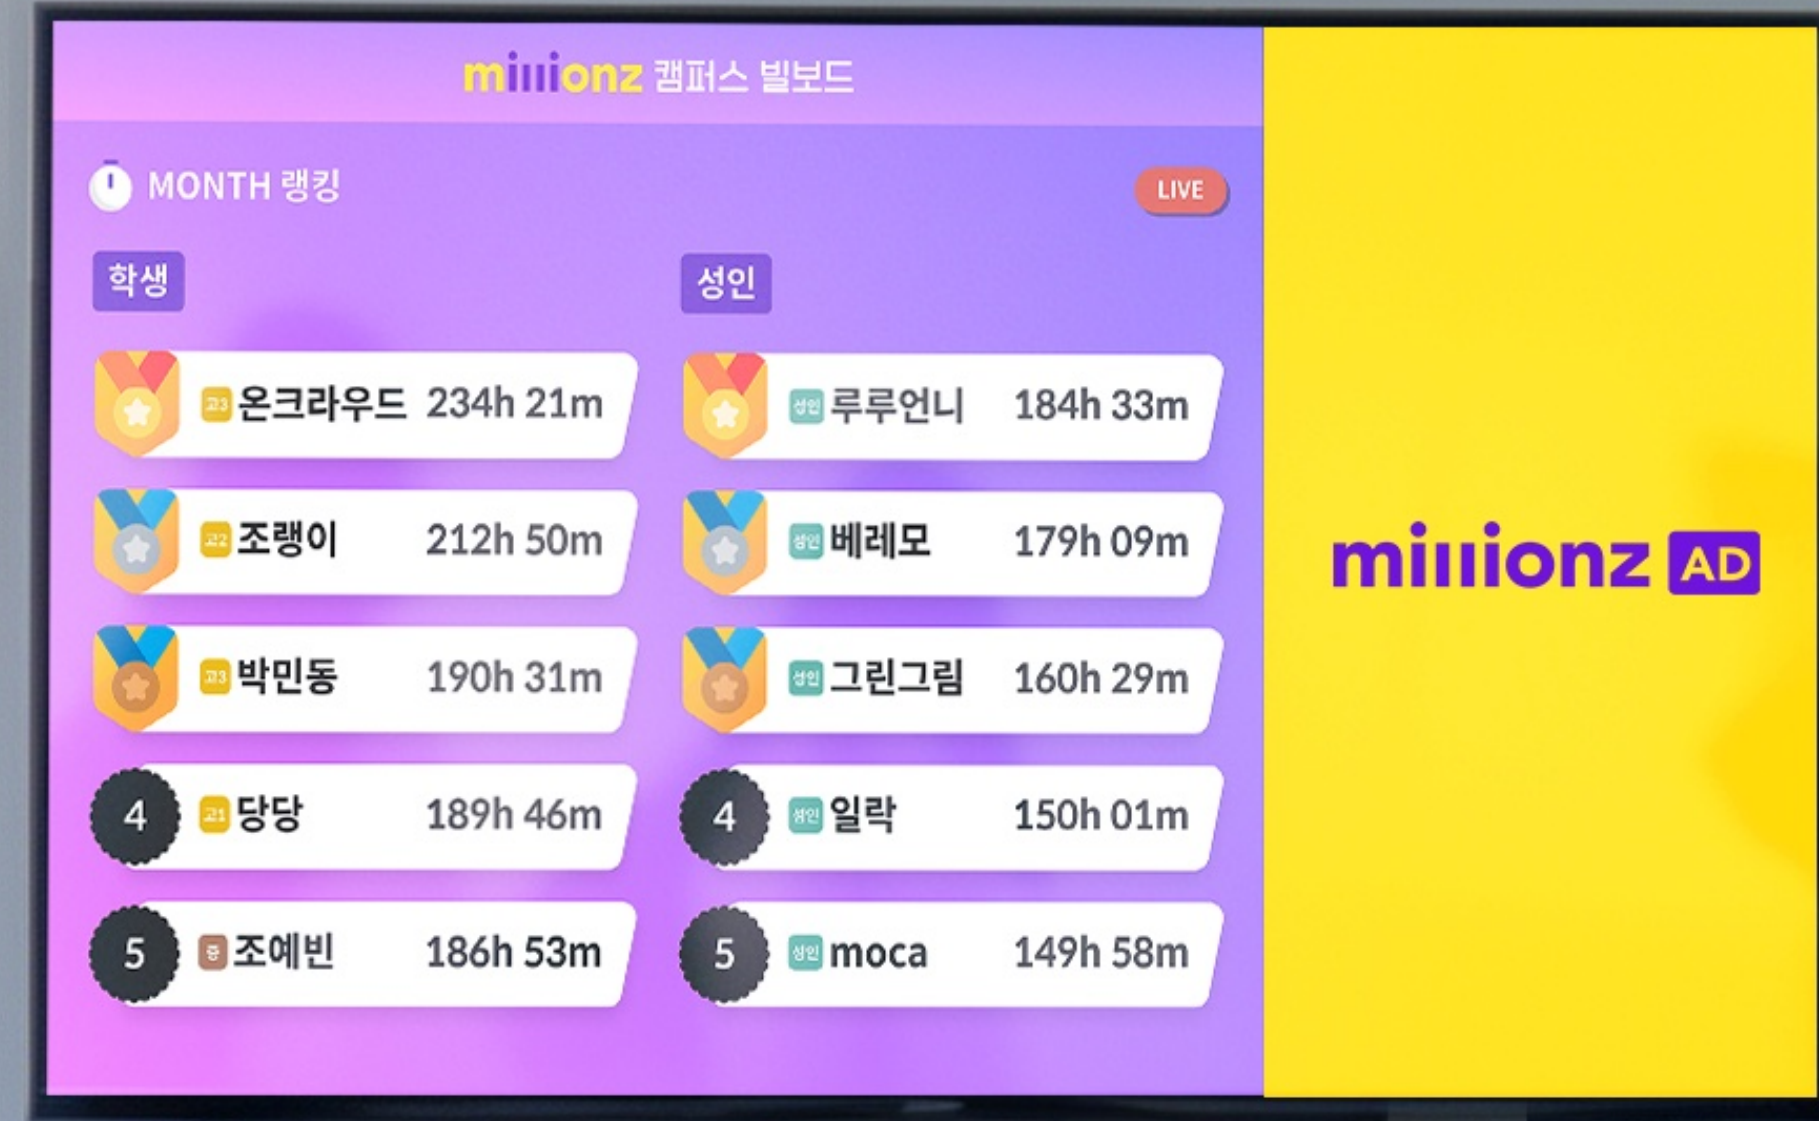 millionz 캠퍼스 빌보드
MONTH 랭킹
LIVE
학생
고3 온크라우드 234h 21m
고2 조랭이 212h 50m
고3 박민동 190h 31m
4 고1 당당 189h 46m
5 중 조예빈 186h 53m
성인
성인 루루언니 184h 33m
성인 베레모 179h 09m
성인 그린그림 160h 29m
4 성인 일락 150h 01m
5 성인 moca 149h 58m
millionz AD